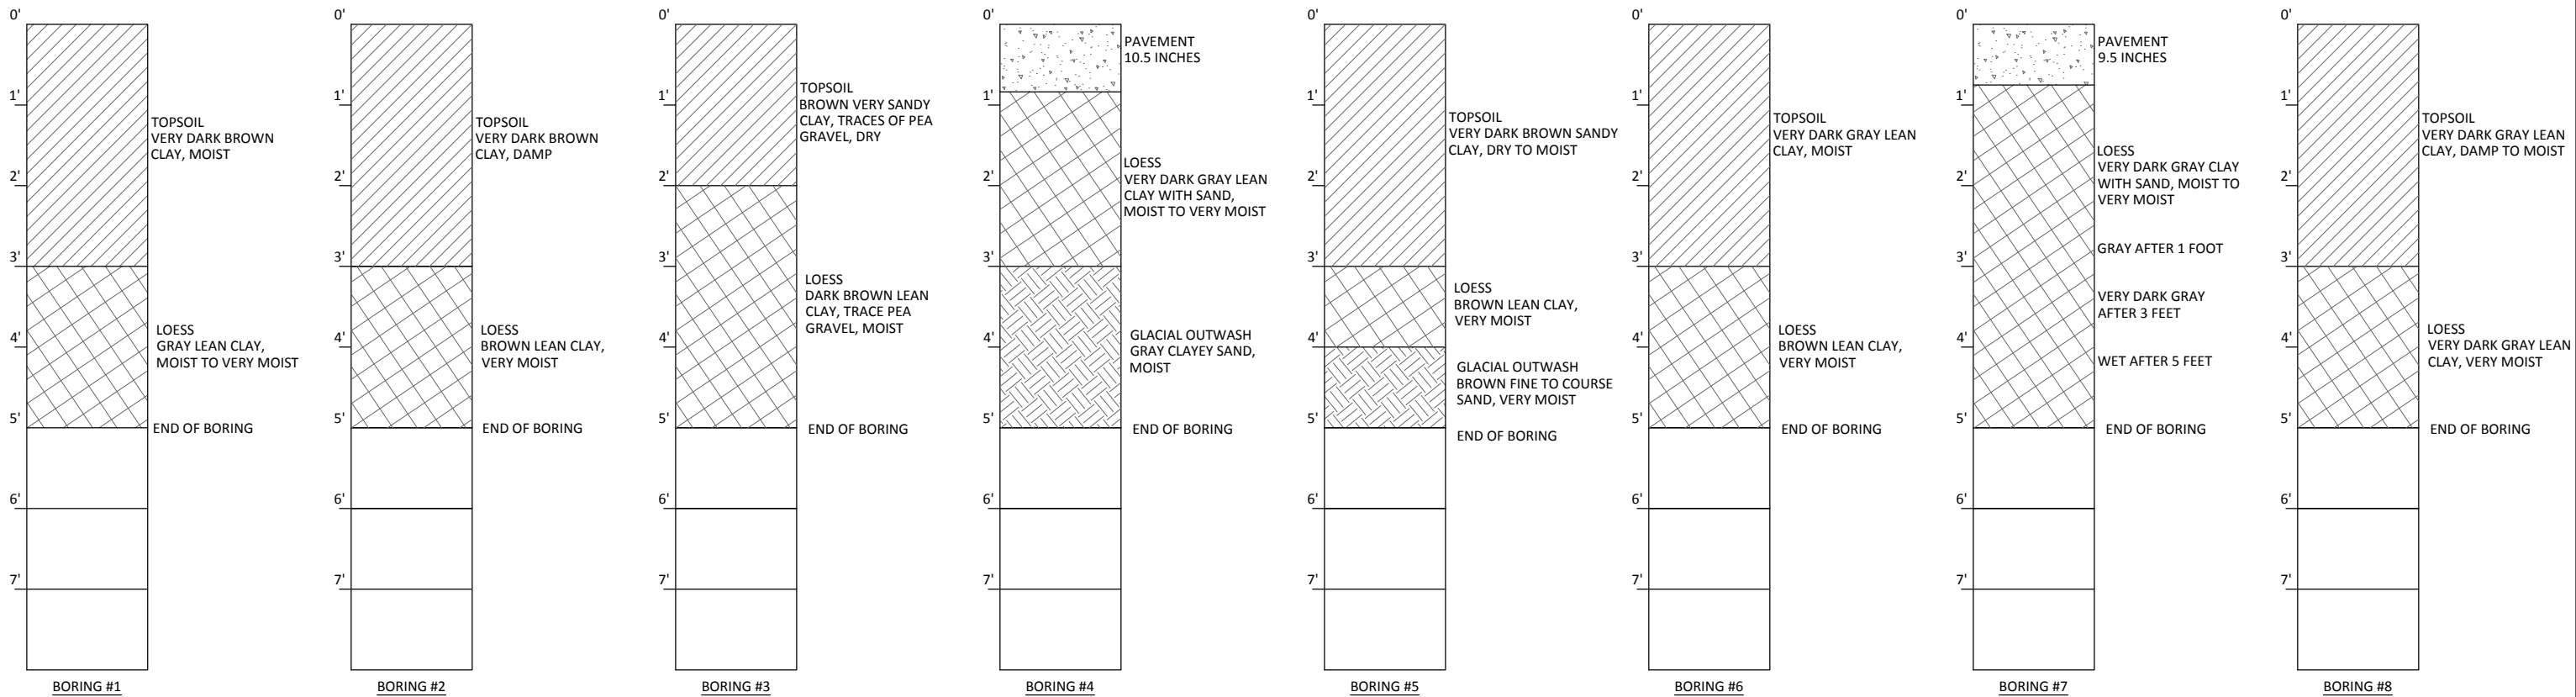 0'
1'
2'
3'
4'
5'
6'
7'
TOPSOIL
VERY DARK BROWN
CLAY, MOIST
LOESS
GRAY LEAN CLAY,
MOIST TO VERY MOIST
END OF BORING
BORING #1
0'
1'
2'
3'
4'
5'
6'
7'
TOPSOIL
VERY DARK BROWN
CLAY, DAMP
LOESS
BROWN LEAN CLAY,
VERY MOIST
END OF BORING
BORING #2
0'
1'
2'
3'
4'
5'
6'
7'
TOPSOIL
BROWN VERY SANDY
CLAY, TRACES OF PEA
GRAVEL, DRY
LOESS
DARK BROWN LEAN
CLAY, TRACE PEA
GRAVEL, MOIST
END OF BORING
BORING #3
0'
1'
2'
3'
4'
5'
6'
7'
PAVEMENT
10.5 INCHES
LOESS
VERY DARK GRAY LEAN
CLAY WITH SAND,
MOIST TO VERY MOIST
GLACIAL OUTWASH
GRAY CLAYEY SAND,
MOIST
END OF BORING
BORING #4
0'
1'
2'
3'
4'
5'
6'
7'
TOPSOIL
VERY DARK BROWN SANDY
CLAY, DRY TO MOIST
LOESS
BROWN LEAN CLAY,
VERY MOIST
GLACIAL OUTWASH
BROWN FINE TO COURSE
SAND, VERY MOIST
END OF BORING
BORING #5
0'
1'
2'
3'
4'
5'
6'
7'
TOPSOIL
VERY DARK GRAY LEAN
CLAY, MOIST
LOESS
BROWN LEAN CLAY,
VERY MOIST
END OF BORING
BORING #6
0'
1'
2'
3'
4'
5'
6'
7'
PAVEMENT
9.5 INCHES
LOESS
VERY DARK GRAY CLAY
WITH SAND, MOIST TO
VERY MOIST
GRAY AFTER 1 FOOT
VERY DARK GRAY
AFTER 3 FEET
WET AFTER 5 FEET
END OF BORING
BORING #7
0'
1'
2'
3'
4'
5'
6'
7'
TOPSOIL
VERY DARK GRAY LEAN
CLAY, DAMP TO MOIST
LOESS
VERY DARK GRAY LEAN
CLAY, VERY MOIST
END OF BORING
BORING #8